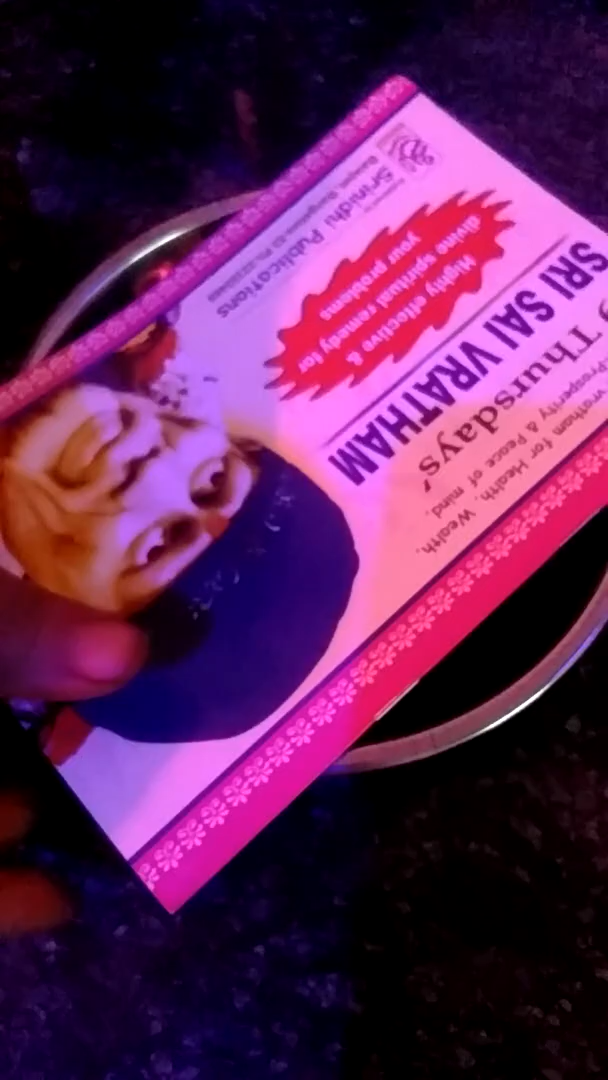 SRI SAI VRATHAM
Thursdays'
Vratham for Health, Wealth,
Prosperity & Peace of mind.
Highly effective &
divine spiritual remedy for
your problems
Srinidhi Publications